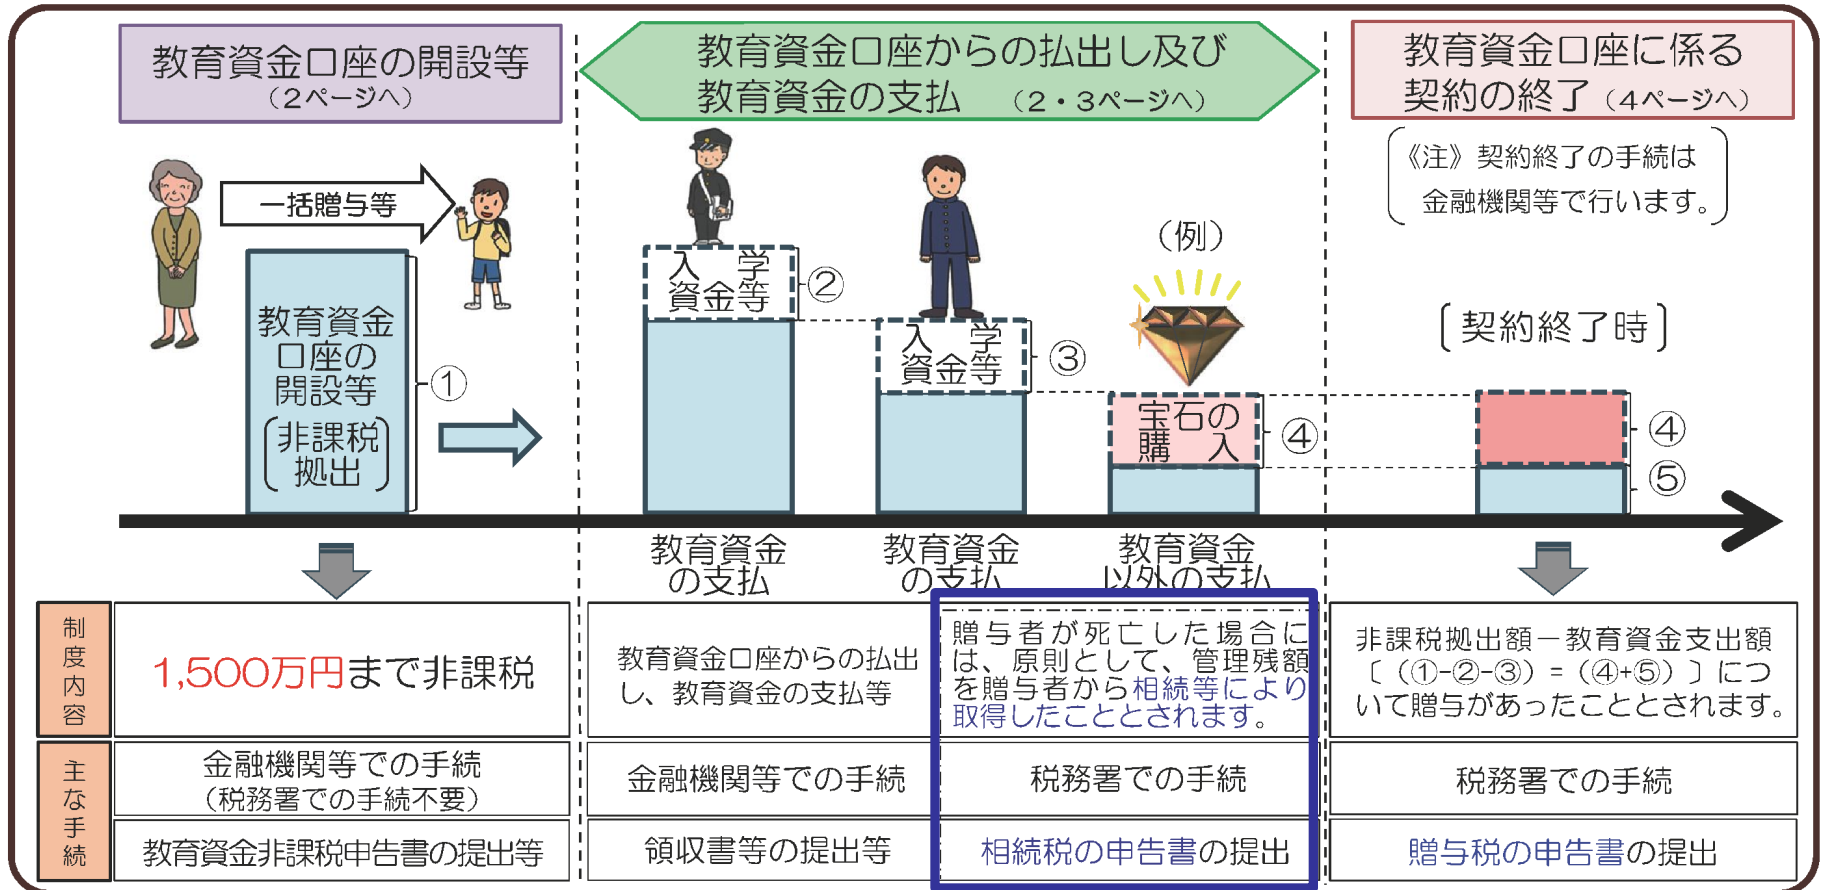 教育資金口座の開設等
（２ページへ）
教育資金口座からの払出し及び
教育資金の支払　（２・３ページへ）
教育資金口座に係る
契約の終了（４ページへ）
《注》契約終了の手続は
金融機関等で行います。
一括贈与等
教育資金
口座の
開設等
非課税
拠出
①
入　学
資金等
②
入　学
資金等
③
（例）
宝石の
購　入
④
〔契約終了時〕
④
⑤
教育資金
の支払
教育資金
の支払
教育資金
以外の支払
制度内容
1,500万円まで非課税
教育資金口座からの払出
し、教育資金の支払等
贈与者が死亡した場合に
は、原則として、管理残額
を贈与者から相続等により
取得したこととされます。
非課税拠出額－教育資金支出額
〔（①-②-③）＝（④+⑤）〕につ
いて贈与があったこととされます。
主な手続
金融機関等での手続
（税務署での手続不要）
金融機関等での手続
税務署での手続
税務署での手続
教育資金非課税申告書の提出等
領収書等の提出等
相続税の申告書の提出
贈与税の申告書の提出